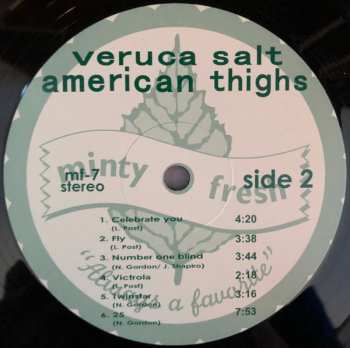 veruca salt
american thighs
minty
fresh
mf-7
stereo
side 2
1. Celebrate you 4:20
(L. Post)
2. Fly 3:38
(L. Post)
3. Number one blind 3:44
(N. Gordon/ J. Shapiro)
4. Victrola 2:18
(L. Post)
5. Twinstar 3:16
(N. Gordon)
6. 25 7:53
(N. Gordon)
"Always a favorite"